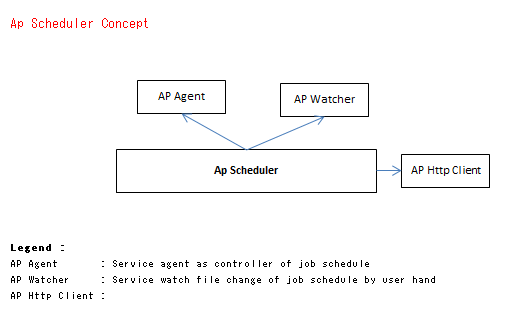 Ap Scheduler Concept
AP Agent
AP Watcher
Ap Scheduler
AP Http Client
Legend :
AP Agent : Service agent as controller of job schedule
AP Watcher : Service watch file change of job schedule by user hand
AP Http Client :